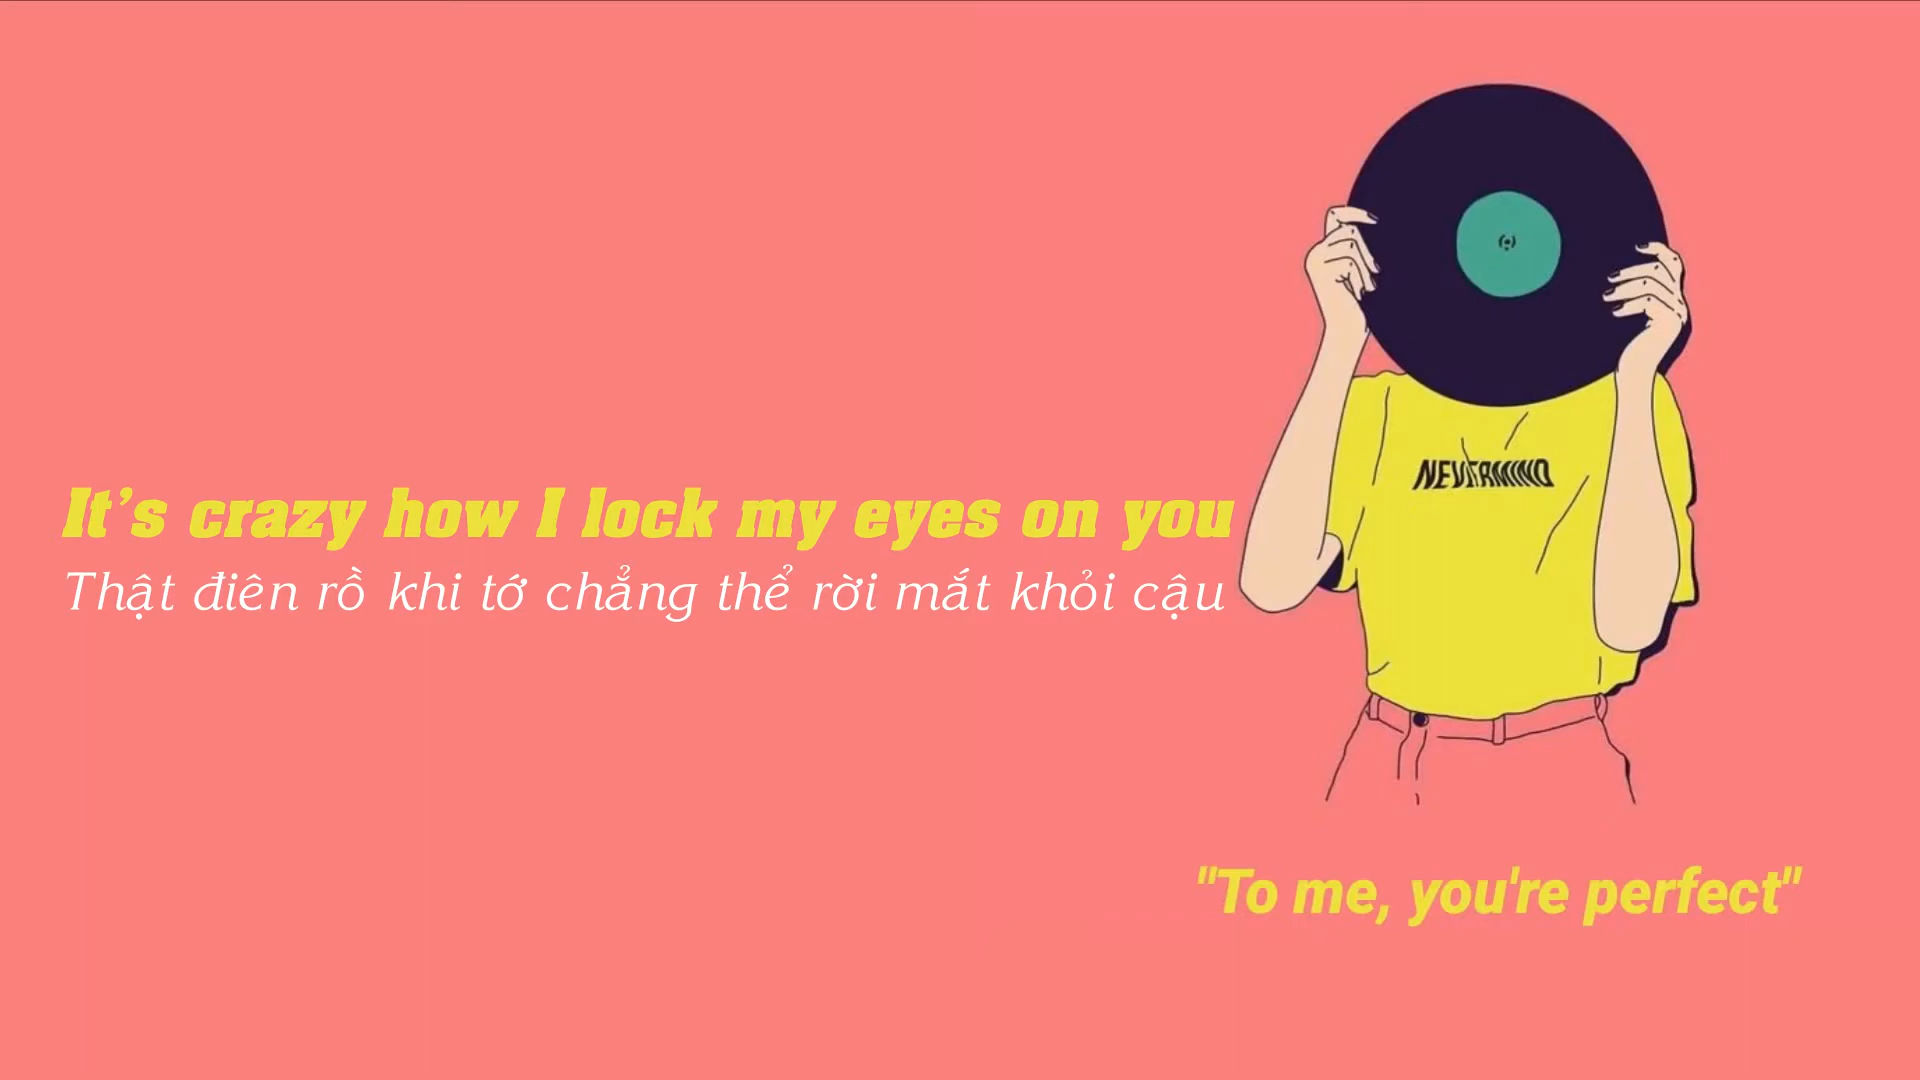 It's crazy how I lock my eyes on you
Thật điên rồ khi tớ chẳng thể rời mắt khỏi cậu
NEVERMIND
"To me, you're perfect"